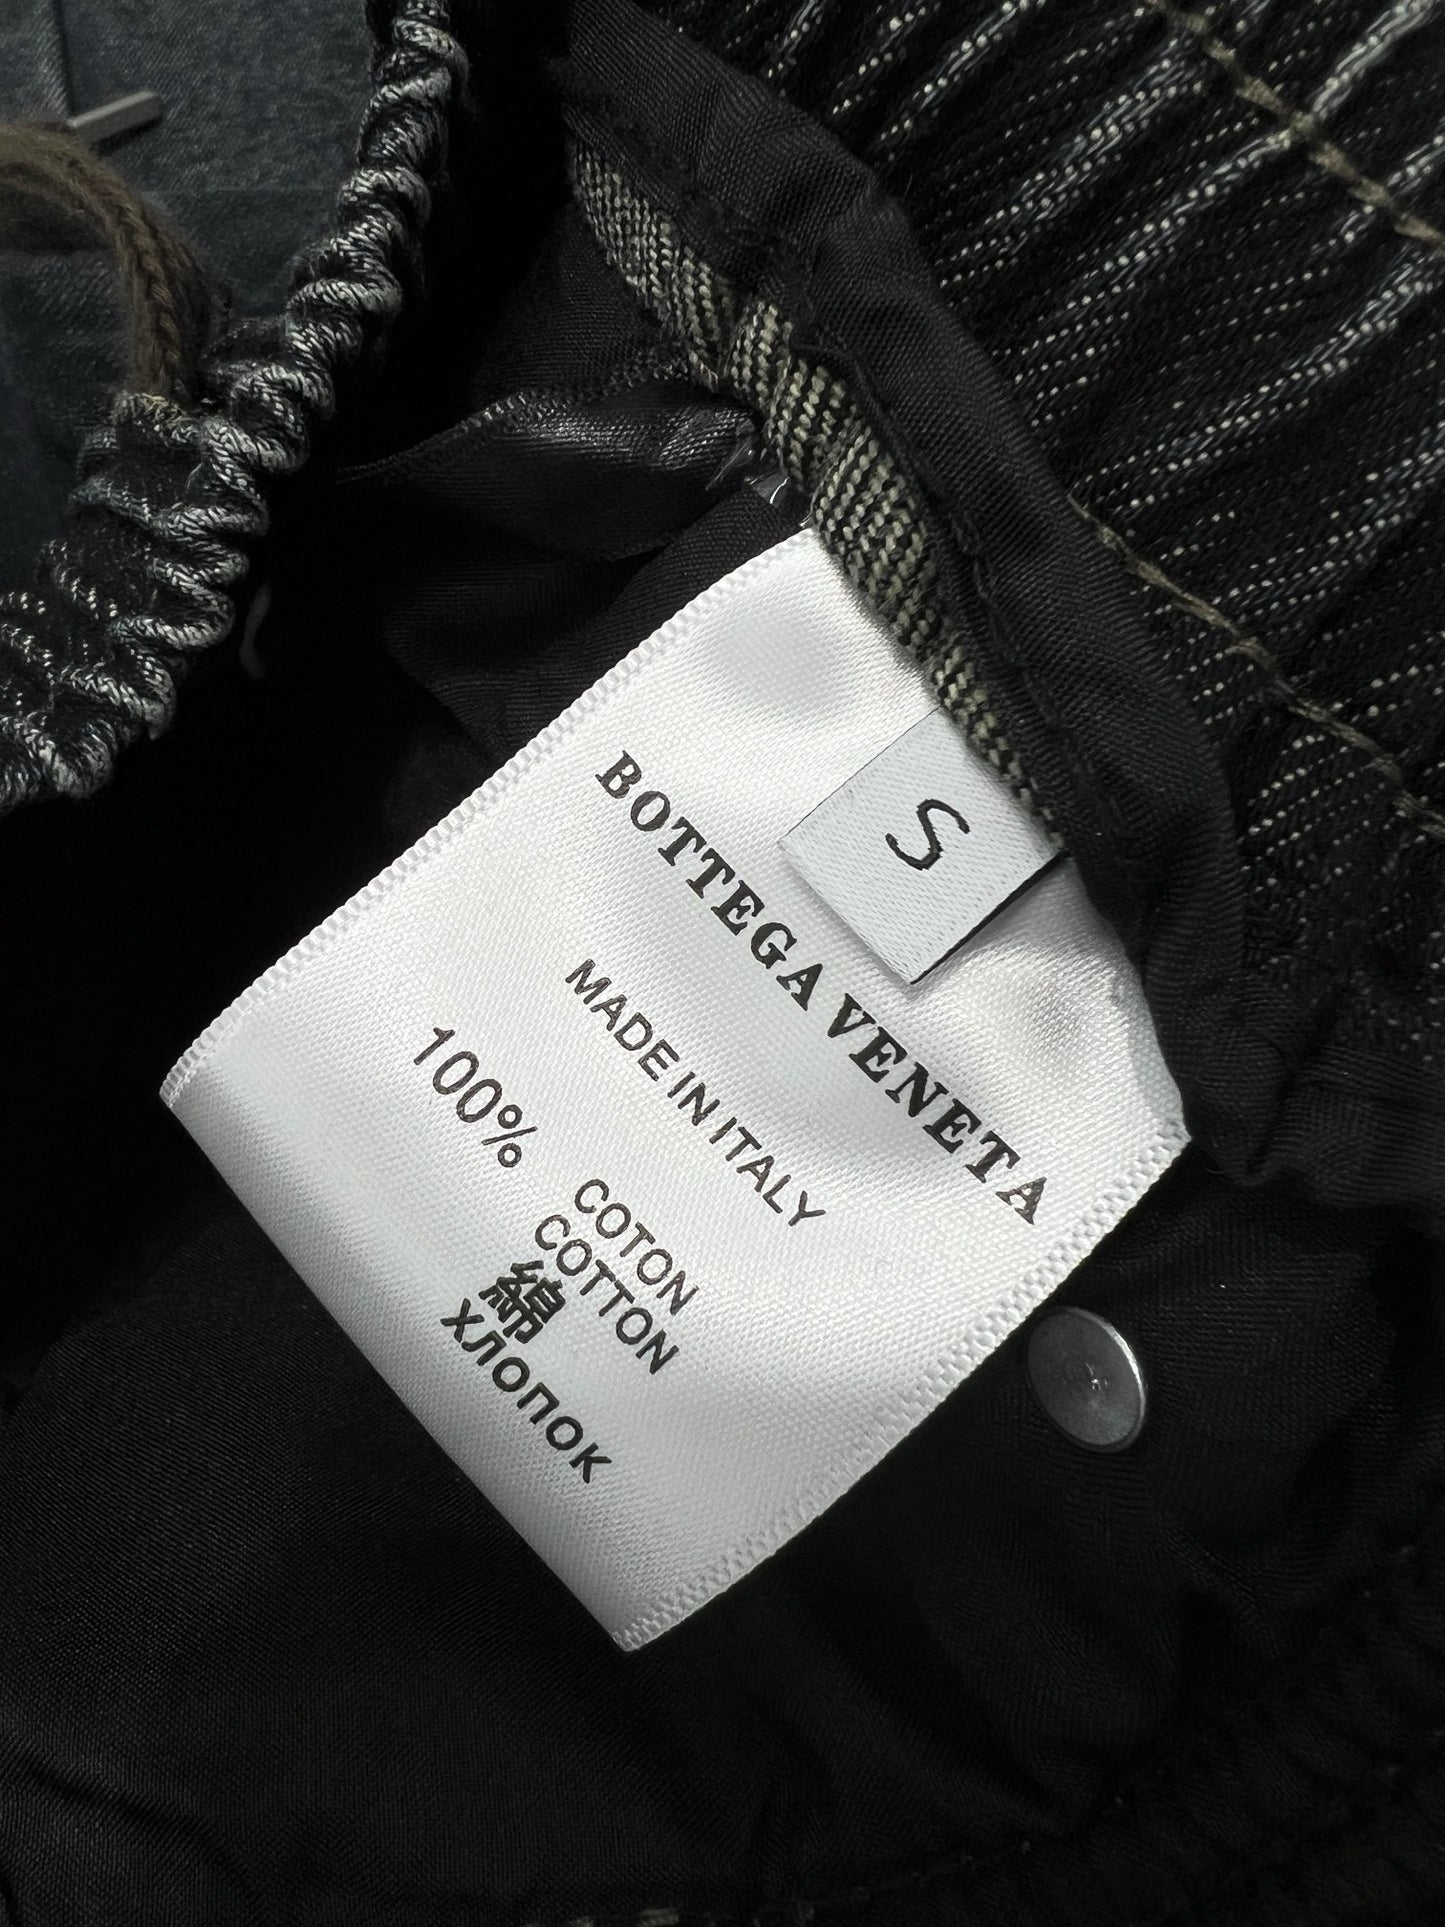 S
BOTTEGA VENETA
MADE IN ITALY
100%
COTON
COTTON
綿
ХЛОПОК